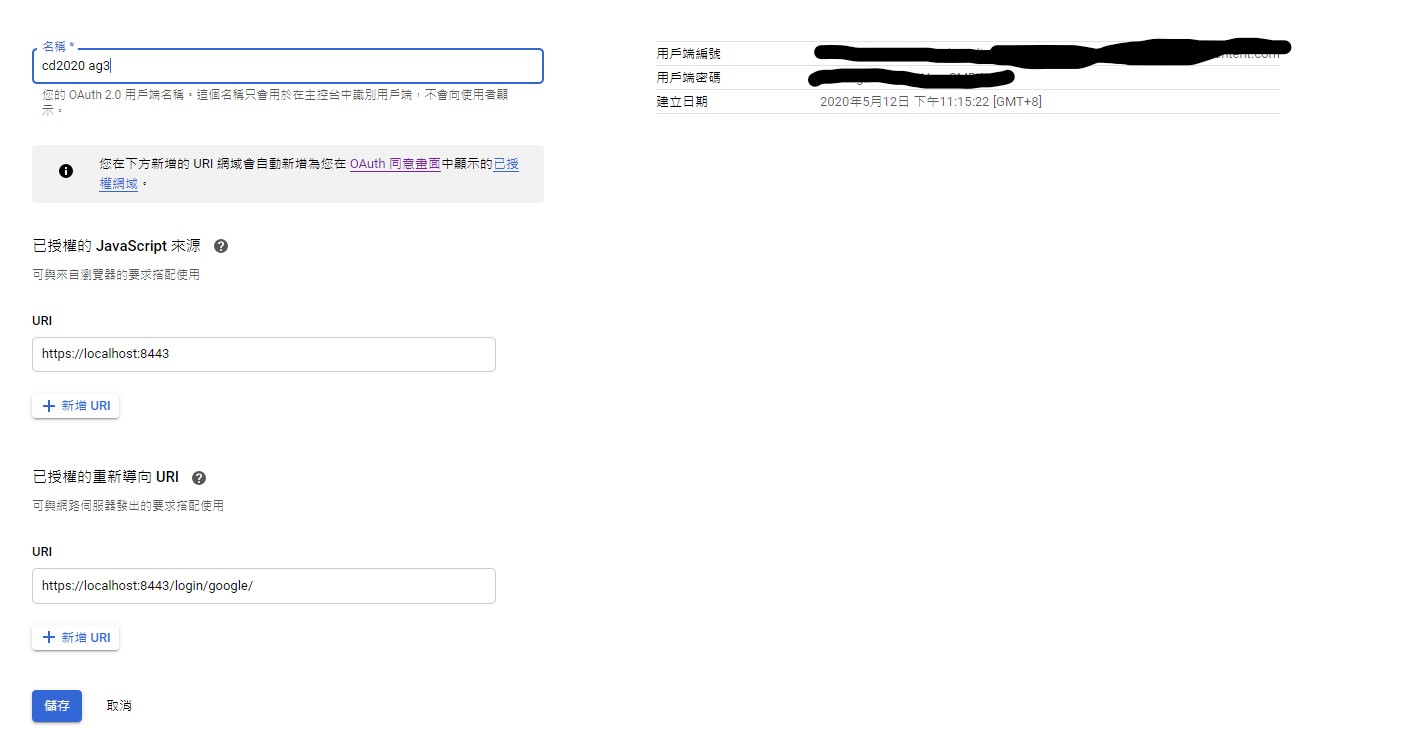 名稱 *
cd2020 ag3
您的 OAuth 2.0 用戶端名稱。這個名稱只會用於在主控台中識別用戶端，不會向使用者顯
示。
您在下方新增的 URI 網域會自動新增為您在 OAuth 同意畫面中顯示的已授
權網域。
已授權的 JavaScript 來源
可與來自瀏覽器的要求搭配使用
URI
https://localhost:8443
新增 URI
已授權的重新導向 URI
可與網路伺服器發出的要求搭配使用
URI
https://localhost:8443/login/google/
新增 URI
儲存 取消
用戶端編號
用戶端密碼
建立日期 2020年5月12日 下午11:15:22 [GMT+8]